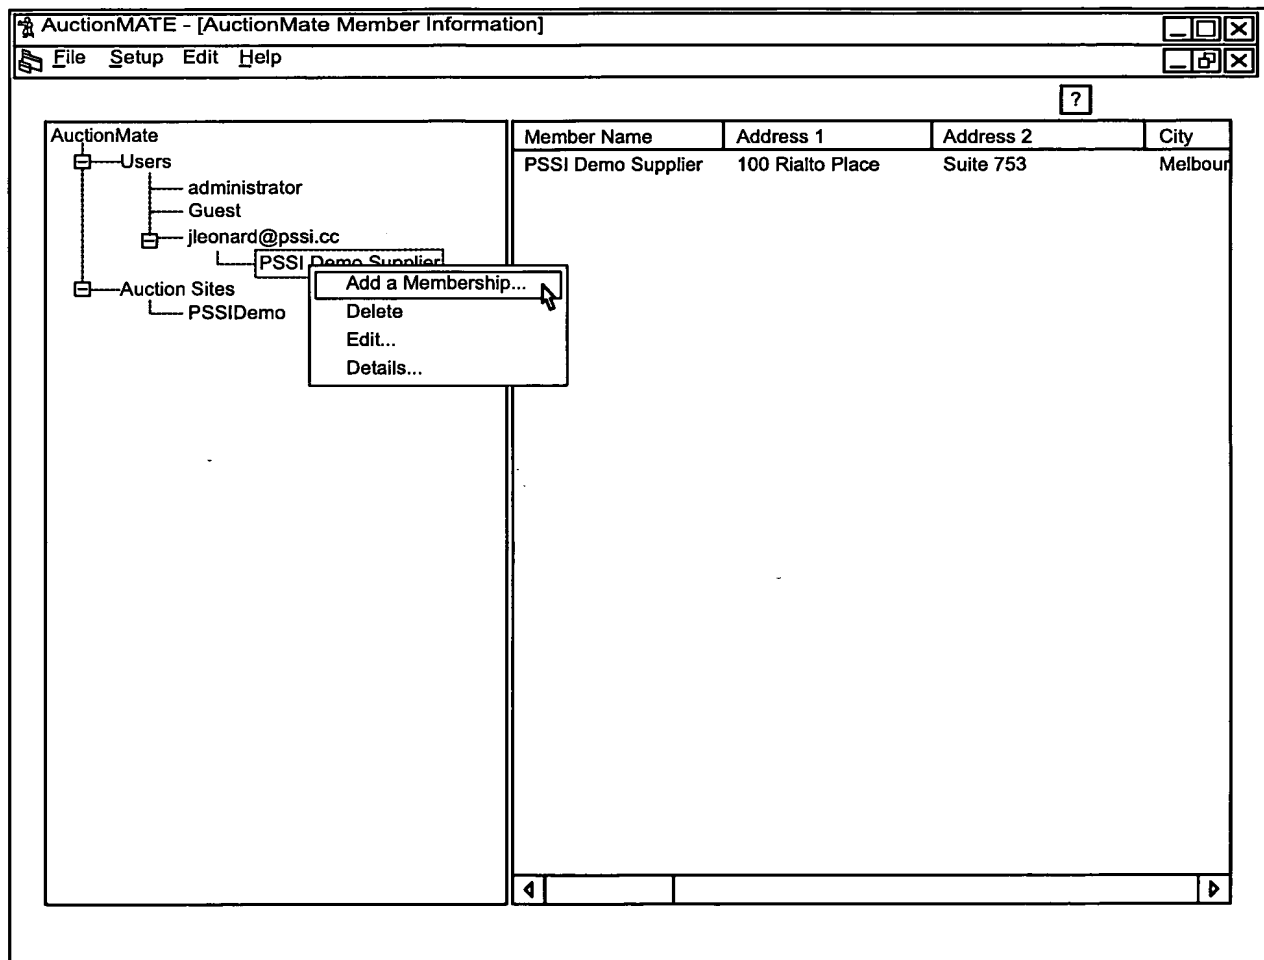 AuctionMATE - [AuctionMate Member Information]
File Setup Edit Help
?
AuctionMate
Users
administrator
Guest
jleonard@pssi.cc
PSSI Demo Supplier
Auction Sites
PSSIDemo
Add a Membership...
Delete
Edit...
Details...
Member Name Address 1 Address 2 City
PSSI Demo Supplier 100 Rialto Place Suite 753 Melbour